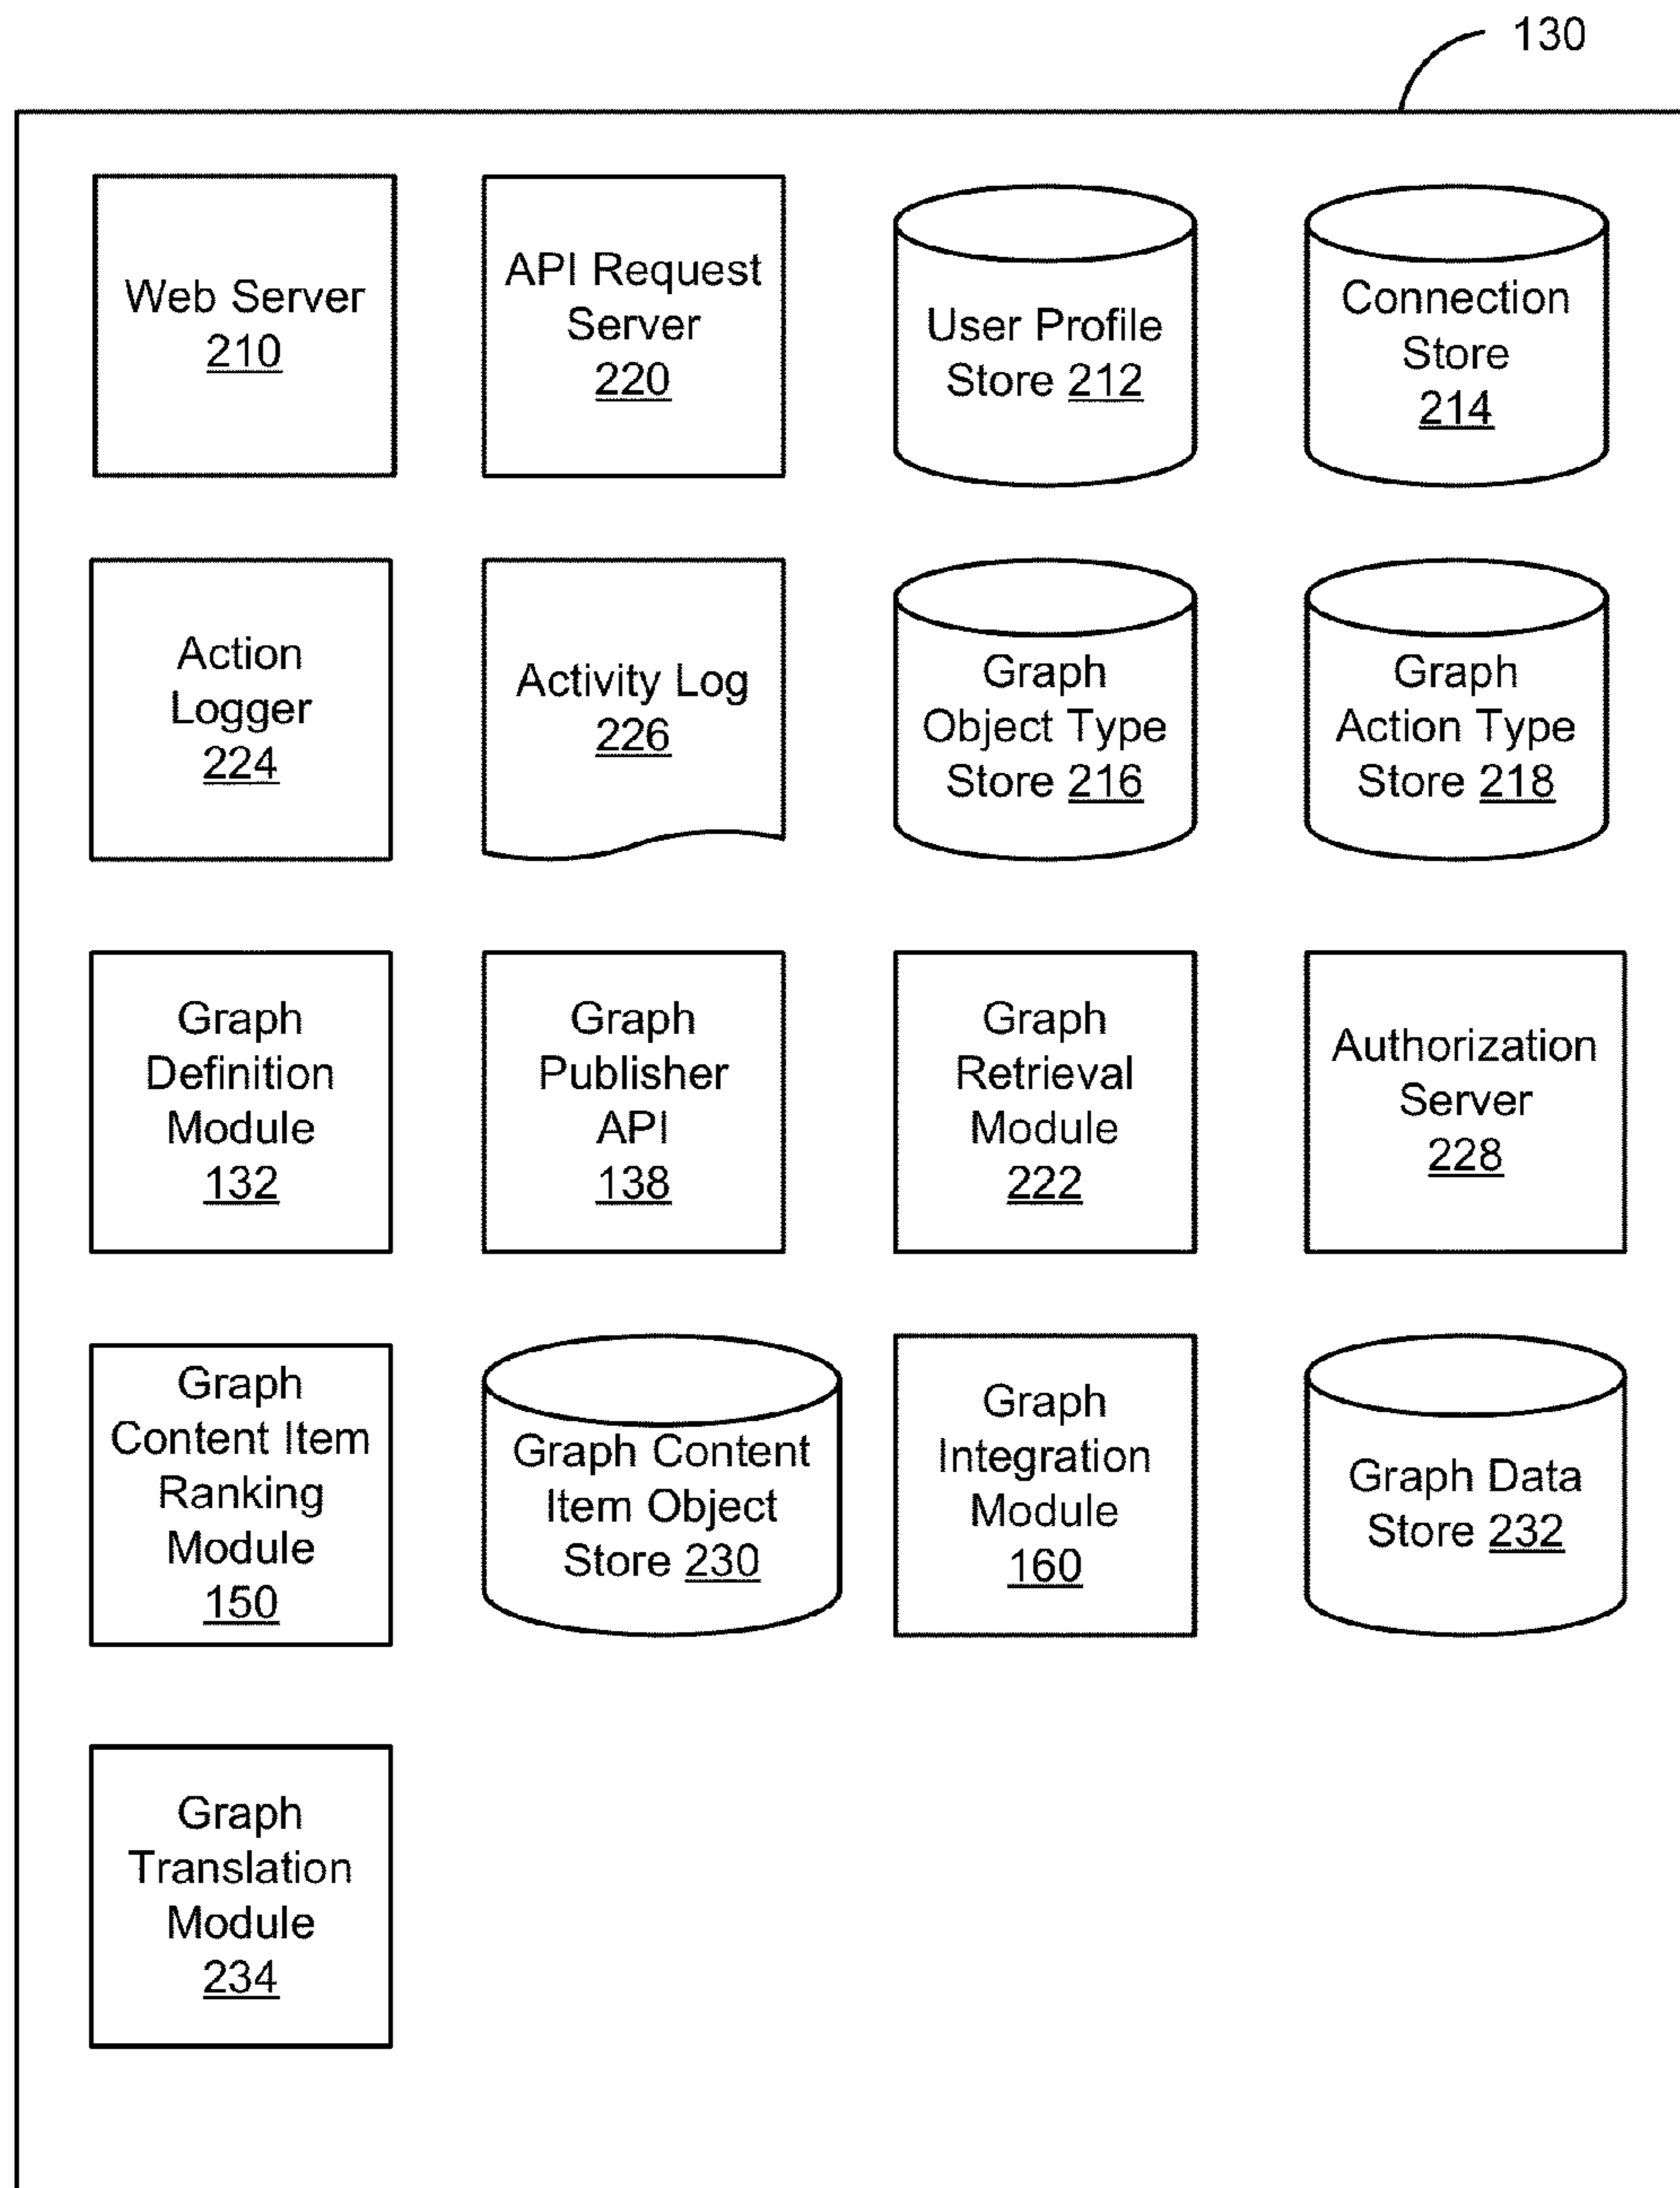 130
Web Server
210
API Request
Server
220
User Profile
Store 212
Connection
Store
214
Action
Logger
224
Activity Log
226
Graph
Object Type
Store 216
Graph
Action Type
Store 218
Graph
Definition
Module
132
Graph
Publisher
API
138
Graph
Retrieval
Module
222
Authorization
Server
228
Graph
Content Item
Ranking
Module
150
Graph Content
Item Object
Store 230
Graph
Integration
Module
160
Graph Data
Store 232
Graph
Translation
Module
234